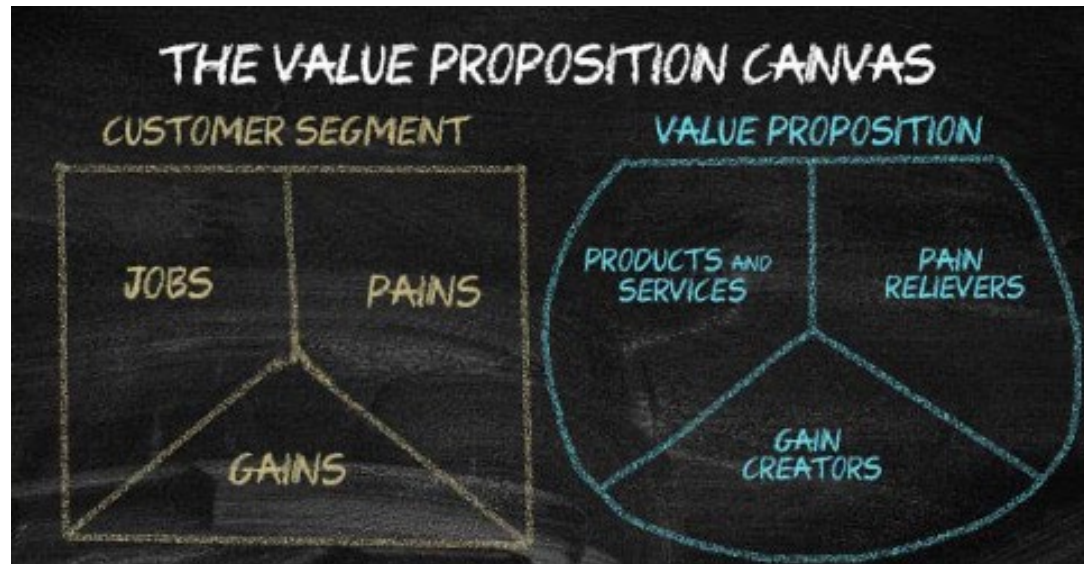 THE VALUE PROPOSITION CANVAS
CUSTOMER SEGMENT
JOBS
PAINS
GAINS
VALUE PROPOSITION
PRODUCTS AND
SERVICES
PAIN
RELIEVERS
GAIN
CREATORS